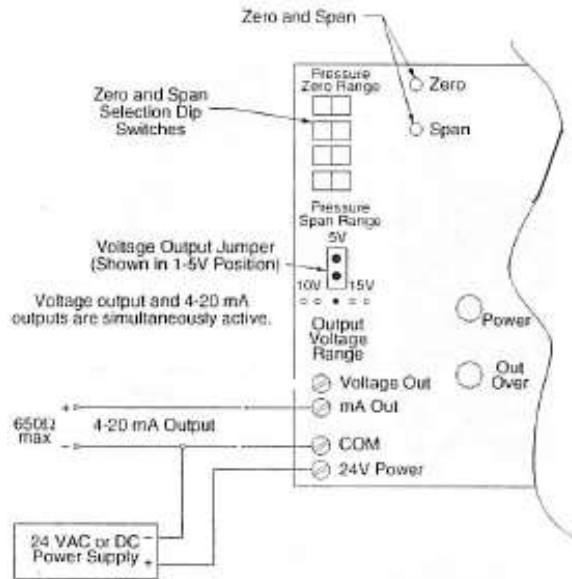 Zero and Span
Pressure
Zero Range
Zero
Zero and Span
Selection Dip
Switches
Span
Pressure
Span Range
5V
Voltage Output Jumper
(Shown in 1-5V Position)
10V
15V
Voltage output and 4-20 mA
outputs are simultaneously active.
Output
Voltage
Range
Power
Out
Over
Voltage Out
+
mA Out
650Ω
max
4-20 mA Output
-
COM
24V Power
24 VAC or DC
Power Supply
-
+